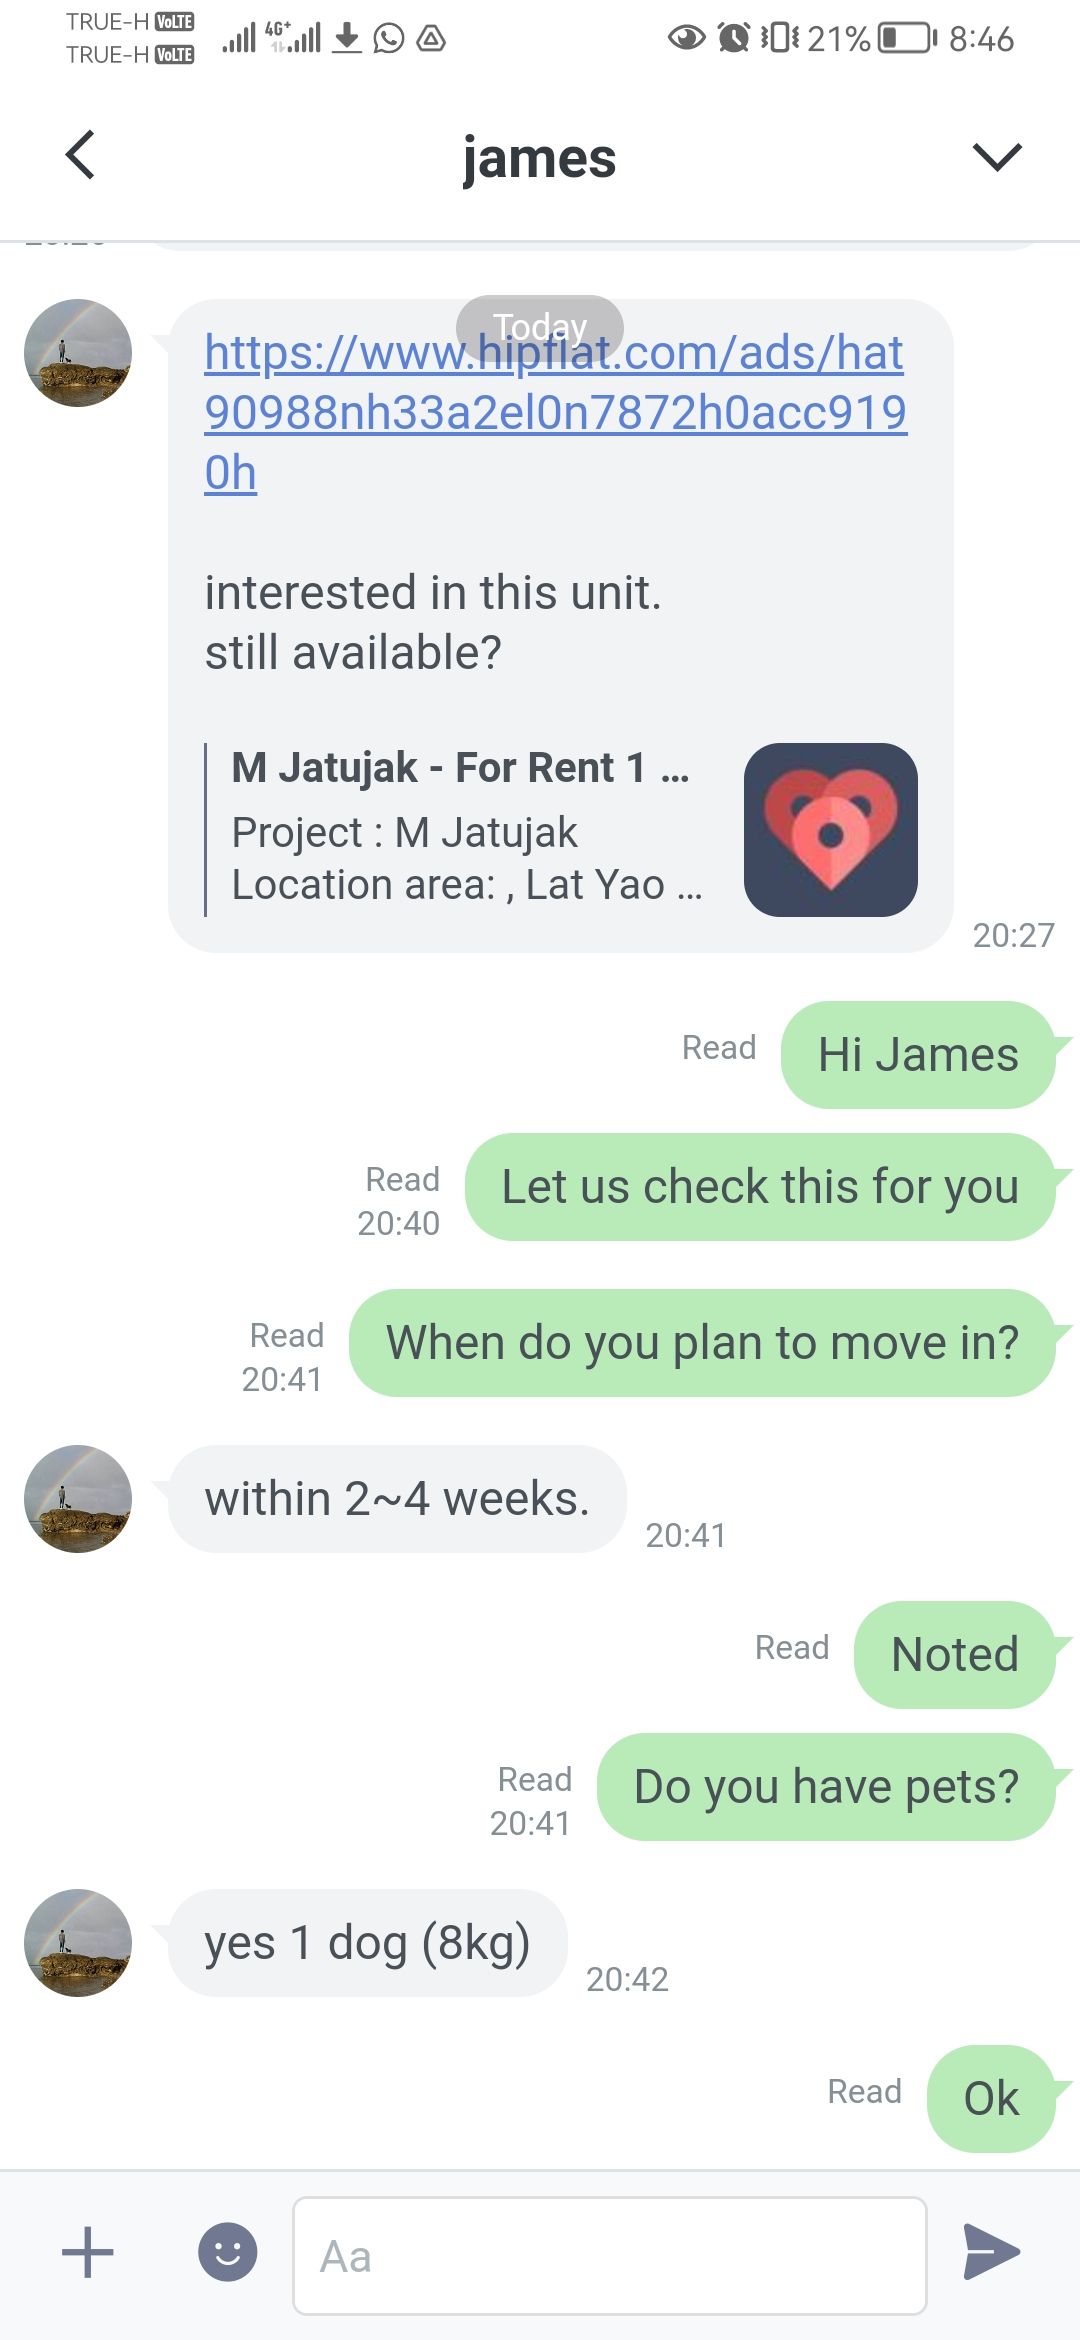 TRUE-H VoLTE
TRUE-H VoLTE
4G+
21%
8:46
james
Today
https://www.hipflat.com/ads/hat
90988nh33a2el0n7872h0acc919
0h
interested in this unit.
still available?
M Jatujak - For Rent 1 ...
Project : M Jatujak
Location area: , Lat Yao ...
20:27
Read
Hi James
Read
20:40
Let us check this for you
Read
20:41
When do you plan to move in?
within 2~4 weeks.
20:41
Read
Noted
Read
20:41
Do you have pets?
yes 1 dog (8kg)
20:42
Read
Ok
Aa